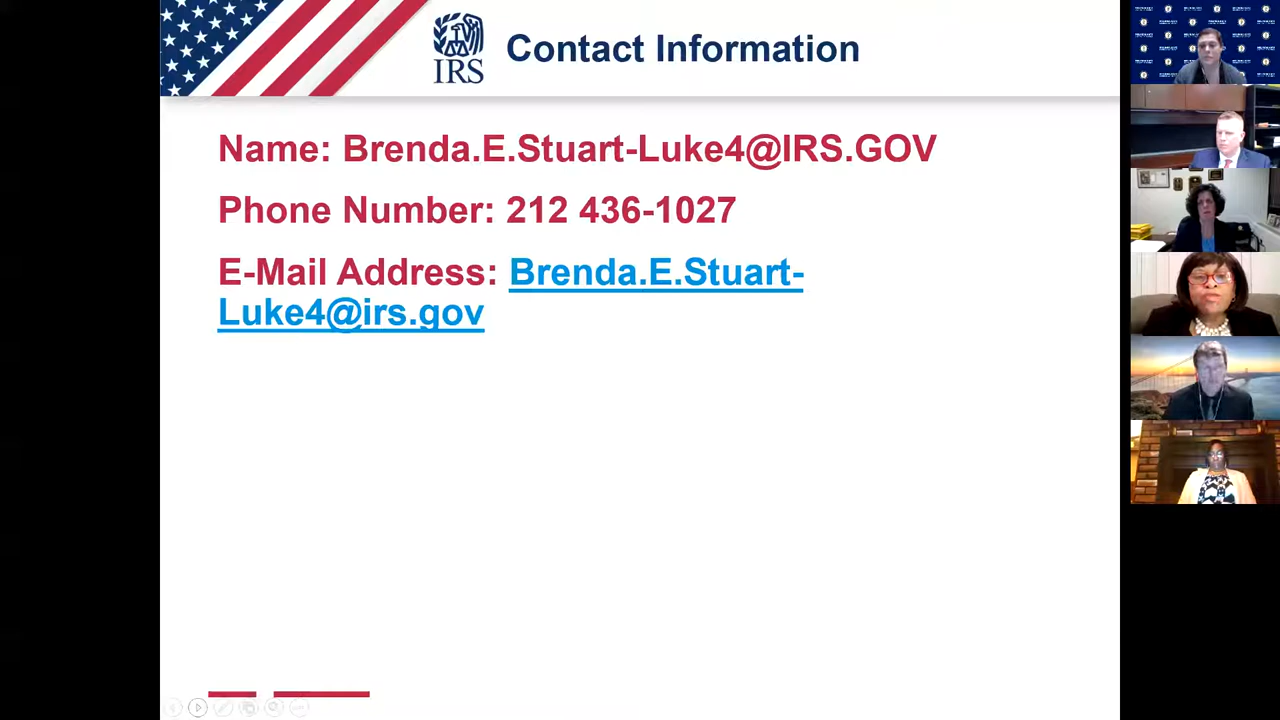 IRS
Contact Information
Name: Brenda.E.Stuart-Luke4@IRS.GOV
Phone Number: 212 436-1027
E-Mail Address: Brenda.E.Stuart-
Luke4@irs.gov